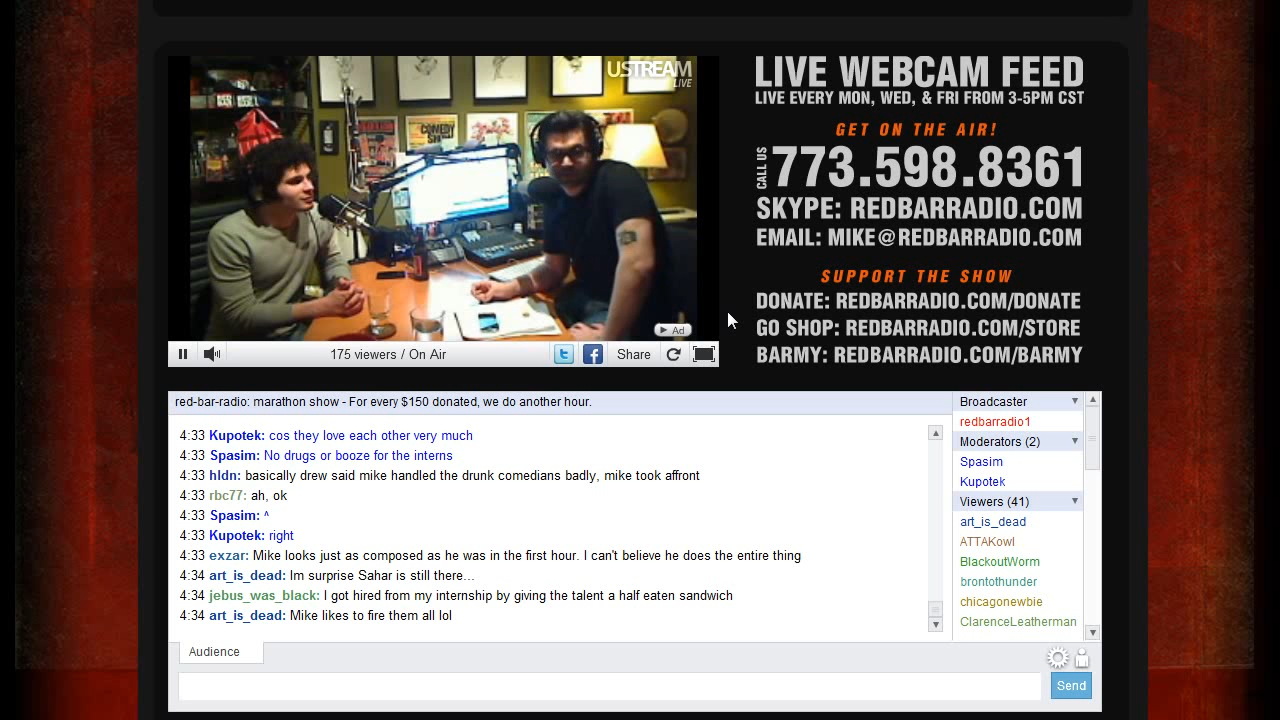 USTREAM
LIVE
COMEDY
Ad
175 viewers / On Air
Share
LIVE WEBCAM FEED
LIVE EVERY MON, WED, & FRI FROM 3-5PM CST
GET ON THE AIR!
CALL US
773.598.8361
SKYPE: REDBARRADIO.COM
EMAIL: MIKE@REDBARRADIO.COM
SUPPORT THE SHOW
DONATE: REDBARRADIO.COM/DONATE
GO SHOP: REDBARRADIO.COM/STORE
BARMY: REDBARRADIO.COM/BARMY
red-bar-radio: marathon show - For every $150 donated, we do another hour.
4:33 Kupotek: cos they love each other very much
4:33 Spasim: No drugs or booze for the interns
4:33 hldn: basically drew said mike handled the drunk comedians badly, mike took affront
4:33 rbc77: ah, ok
4:33 Spasim: ^
4:33 Kupotek: right
4:33 exzar: Mike looks just as composed as he was in the first hour. I can't believe he does the entire thing
4:34 art_is_dead: Im surprise Sahar is still there...
4:34 jebus_was_black: I got hired from my internship by giving the talent a half eaten sandwich
4:34 art_is_dead: Mike likes to fire them all lol
Broadcaster
redbarradio1
Moderators (2)
Spasim
Kupotek
Viewers (41)
art_is_dead
ATTAKowl
BlackoutWorm
brontothunder
chicagonewbie
ClarenceLeatherman
Audience
Send